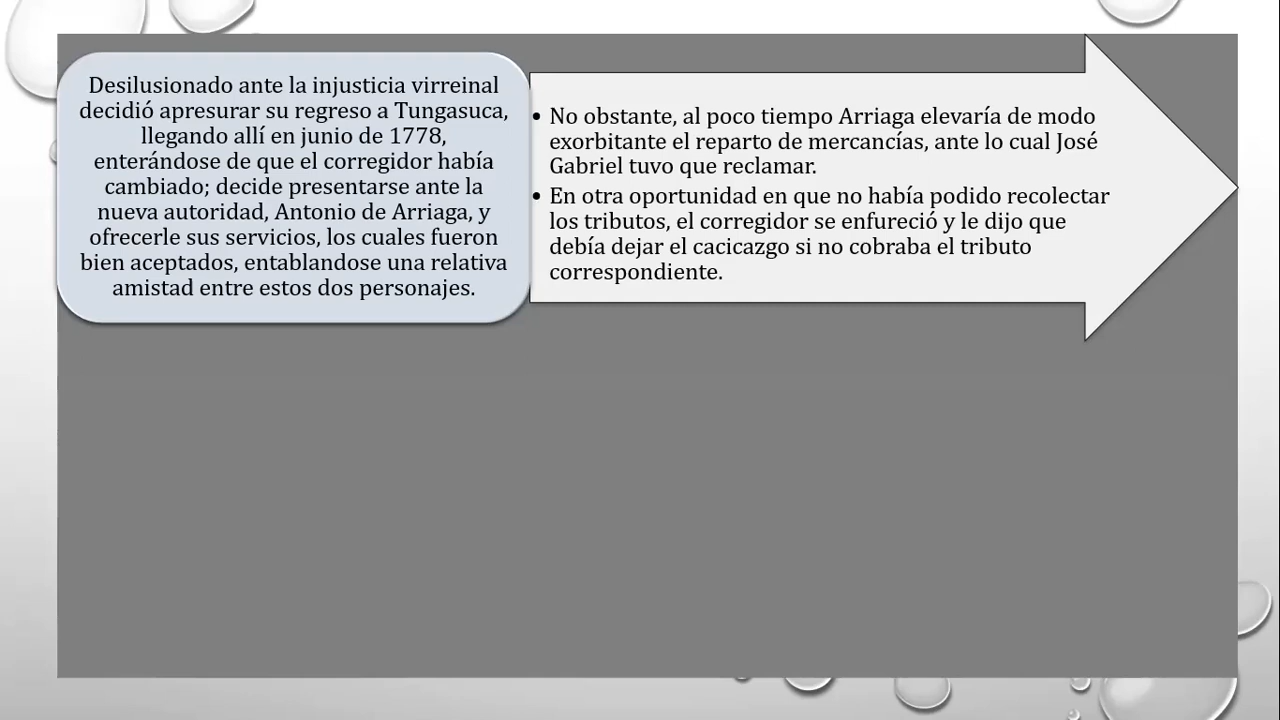 Desilusionado ante la injusticia virreinal
decidió apresurar su regreso a Tungasuca,
llegando allí en junio de 1778,
enterándose de que el corregidor había
cambiado; decide presentarse ante la
nueva autoridad, Antonio de Arriaga, y
ofrecerle sus servicios, los cuales fueron
bien aceptados, entablandose una relativa
amistad entre estos dos personajes.
• No obstante, al poco tiempo Arriaga elevaría de modo
exorbitante el reparto de mercancías, ante lo cual José
Gabriel tuvo que reclamar.
• En otra oportunidad en que no había podido recolectar
los tributos, el corregidor se enfureció y le dijo que
debía dejar el cacicazgo si no cobraba el tributo
correspondiente.